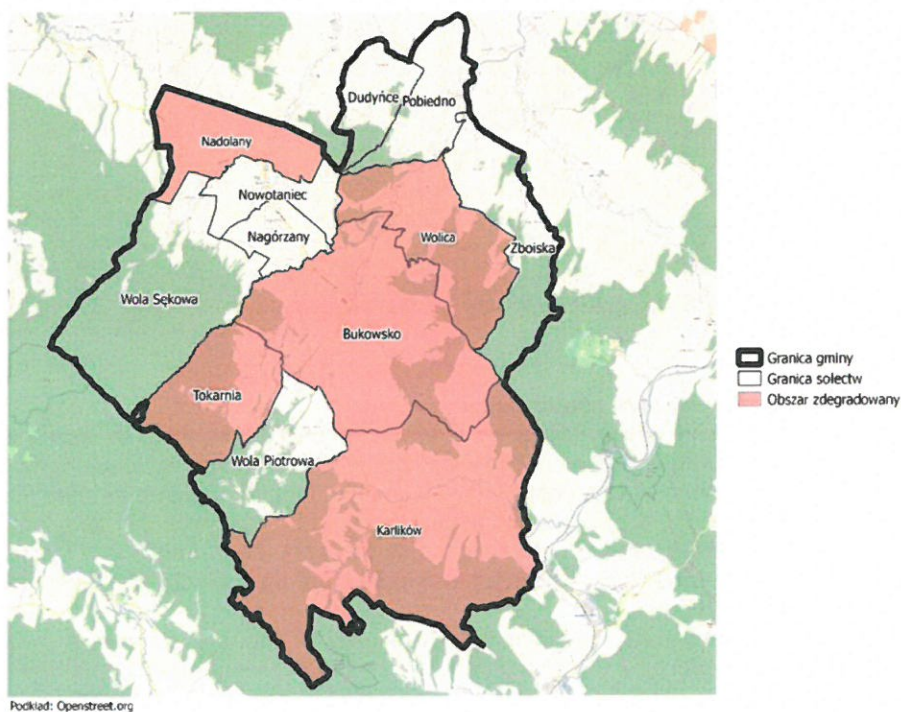 Dudyńce
Pobiedno
Nadolany
Nowotaniec
Wolica
Nagórzany
Zboiska
Wola Sękowa
Bukowsko
Tokarnia
Wola Piotrowa
Karlików
Granica gminy
Granica sołectw
Obszar zdegradowany
Podkład: Openstreet.org